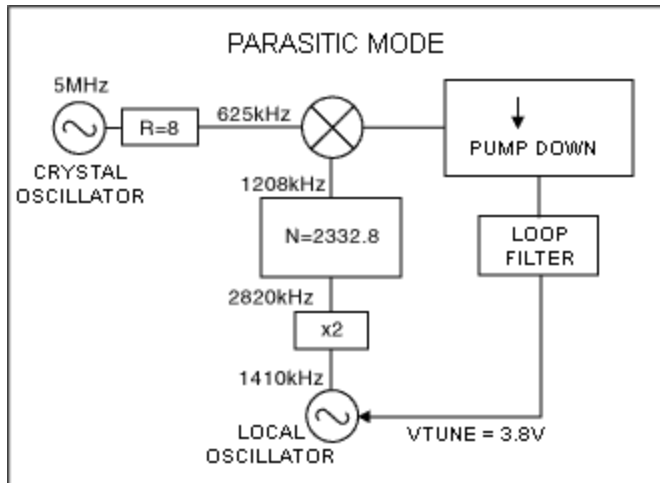 PARASITIC MODE
5MHz
R=8
625kHz
CRYSTAL
OSCILLATOR
PUMP DOWN
1208kHz
N=2332.8
LOOP
FILTER
2820kHz
x2
1410kHz
LOCAL
OSCILLATOR
VTUNE = 3.8V